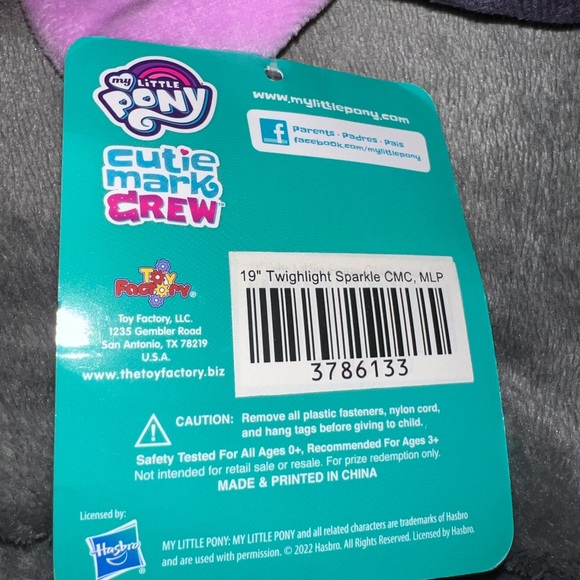 my LITTLE
PONY
cutie
mark
CREW™
www.mylittlepony.com
f Parents · Padres · Pais
facebook.com/mylittlepony
19" Twighlight Sparkle CMC, MLP
3786133
Toy
Factory®
Toy Factory, LLC.
1235 Gembler Road
San Antonio, TX 78219
U.S.A.
www.thetoyfactory.biz
CAUTION: Remove all plastic fasteners, nylon cord,
and hang tags before giving to child.
Safety Tested For All Ages 0+, Recommended For Ages 3+
Not intended for retail sale or resale. For prize redemption only.
MADE & PRINTED IN CHINA
Licensed by:
Hasbro
MY LITTLE PONY: MY LITTLE PONY and all related characters are trademarks of Hasbro
and are used with permission. © 2022 Hasbro. All Rights Reserved. Licensed by Hasbro.